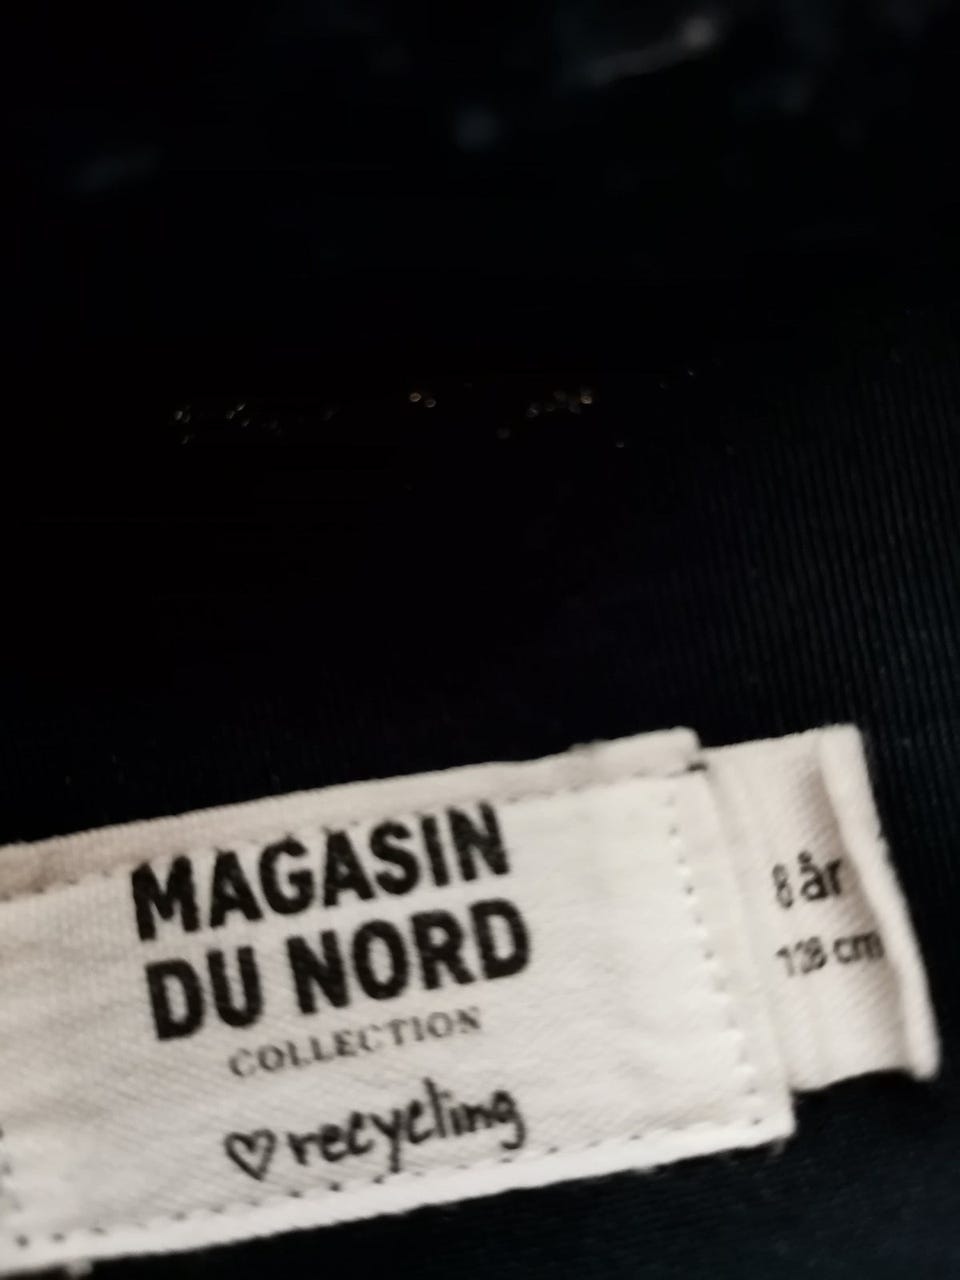 MAGASIN
DU NORD
COLLECTION
♡ recycling
8 år
128 cm